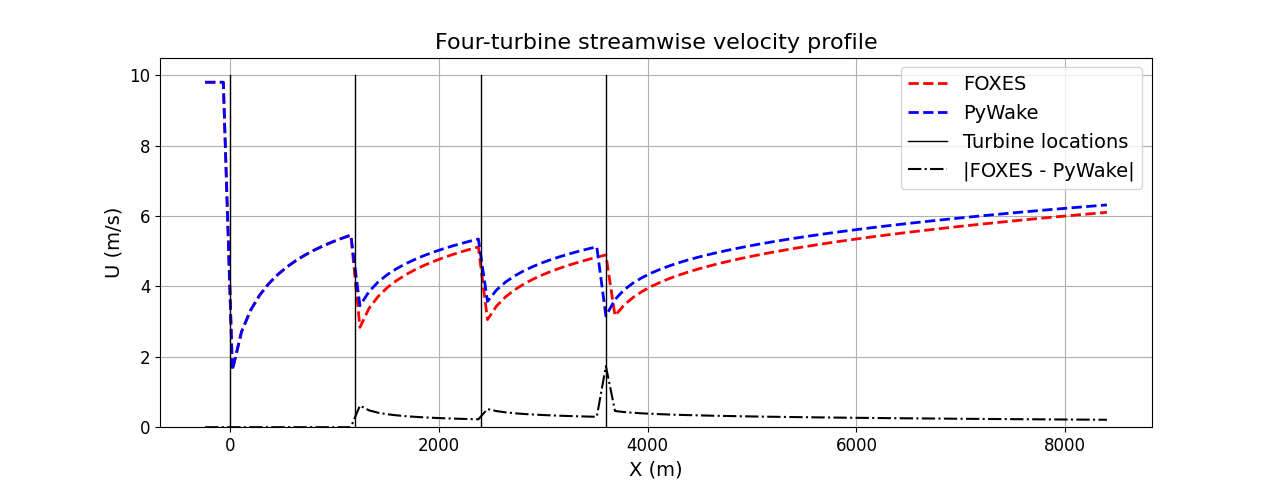 Four-turbine streamwise velocity profile
U (m/s)
10
8
6
4
2
0
FOXES
PyWake
Turbine locations
|FOXES - PyWake|
0 2000 4000 6000 8000
X (m)